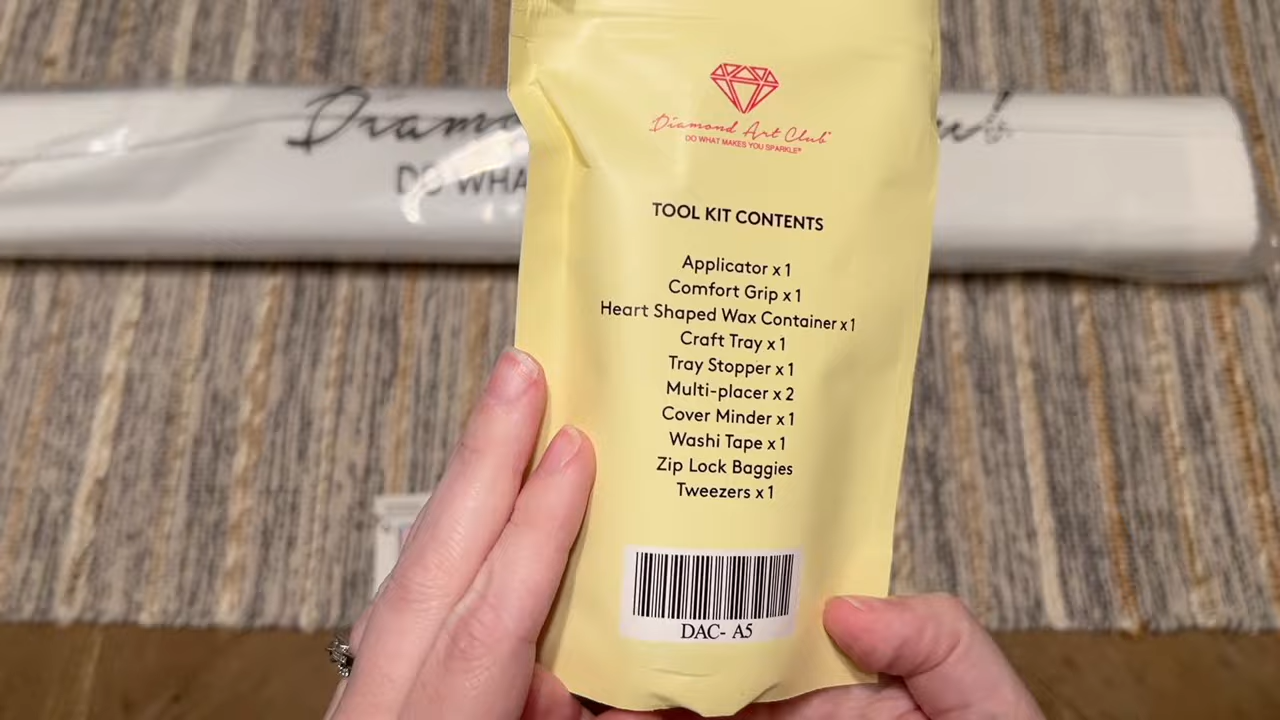 Diamond Art Club®
DO WHAT MAKES YOU SPARKLE®
TOOL KIT CONTENTS
Applicator x 1
Comfort Grip x 1
Heart Shaped Wax Container x 1
Craft Tray x 1
Tray Stopper x 1
Multi-placer x 2
Cover Minder x 1
Washi Tape x 1
Zip Lock Baggies
Tweezers x 1
DAC- A5
Diamo ub
DO WHA